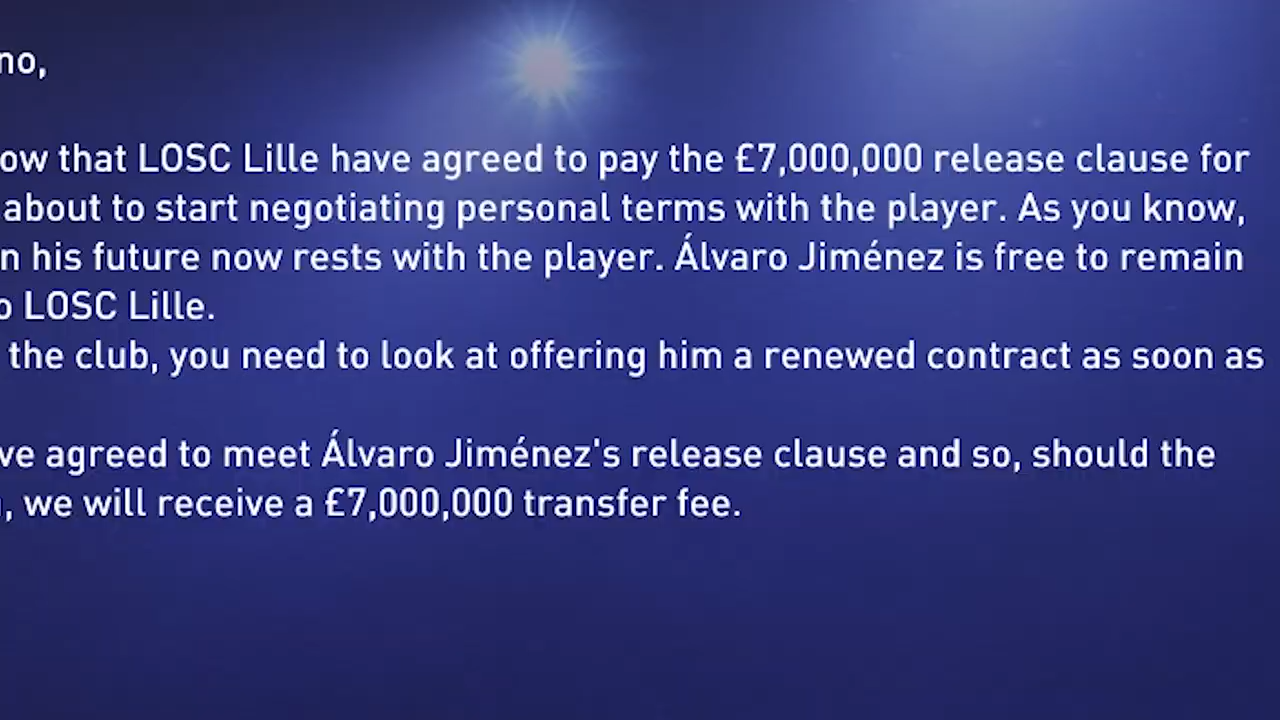 no,
ow that LOSC Lille have agreed to pay the £7,000,000 release clause for
about to start negotiating personal terms with the player. As you know,
n his future now rests with the player. Álvaro Jiménez is free to remain
o LOSC Lille.
the club, you need to look at offering him a renewed contract as soon as
ve agreed to meet Álvaro Jiménez's release clause and so, should the
, we will receive a £7,000,000 transfer fee.